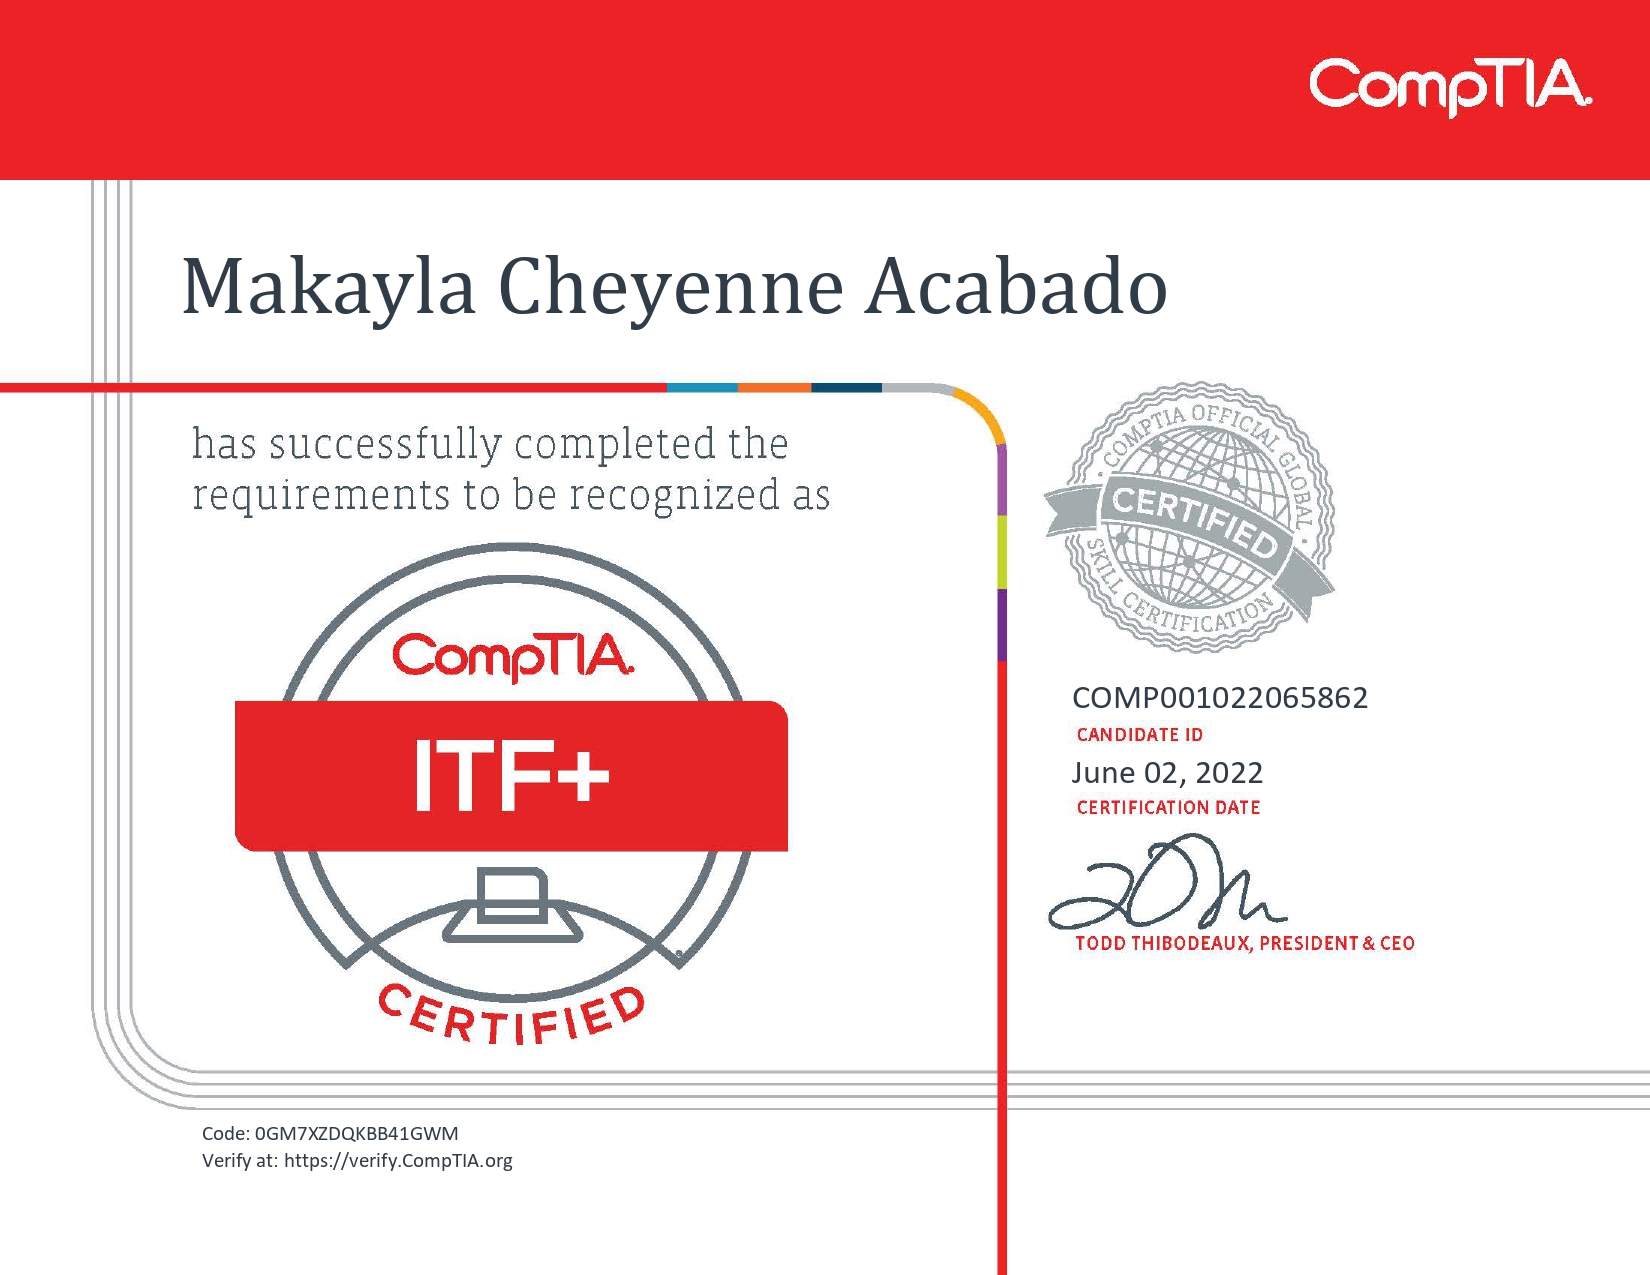 CompTIA.
Makayla Cheyenne Acabado
has successfully completed the
requirements to be recognized as
CompTIA.
ITF+
CERTIFIED
COMPTIA OFFICIAL GLOBAL
CERTIFIED
SKILL CERTIFICATION
COMP001022065862
CANDIDATE ID
June 02, 2022
CERTIFICATION DATE
TODD THIBODEAUX, PRESIDENT & CEO
Code: 0GM7XZDQKBB41GWM
Verify at: https://verify.CompTIA.org